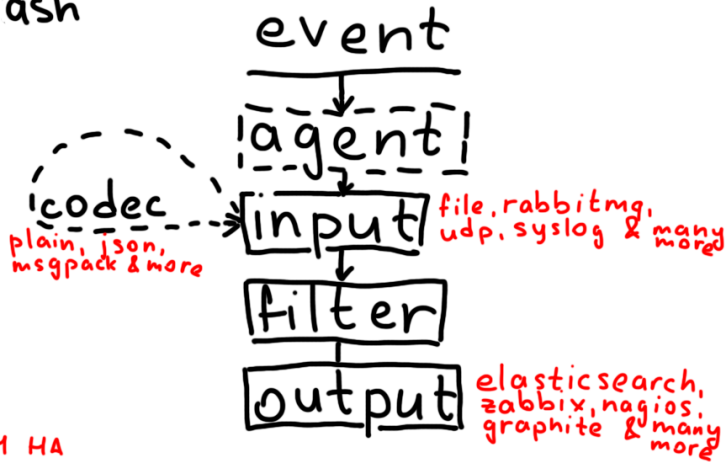 ash
event
agent
input
file, rabbitmq,
udp, syslog & many
more
codec
plain, json,
msgpack & more
filter
output
elasticsearch,
zabbix, nagios,
graphite & many
more
HA